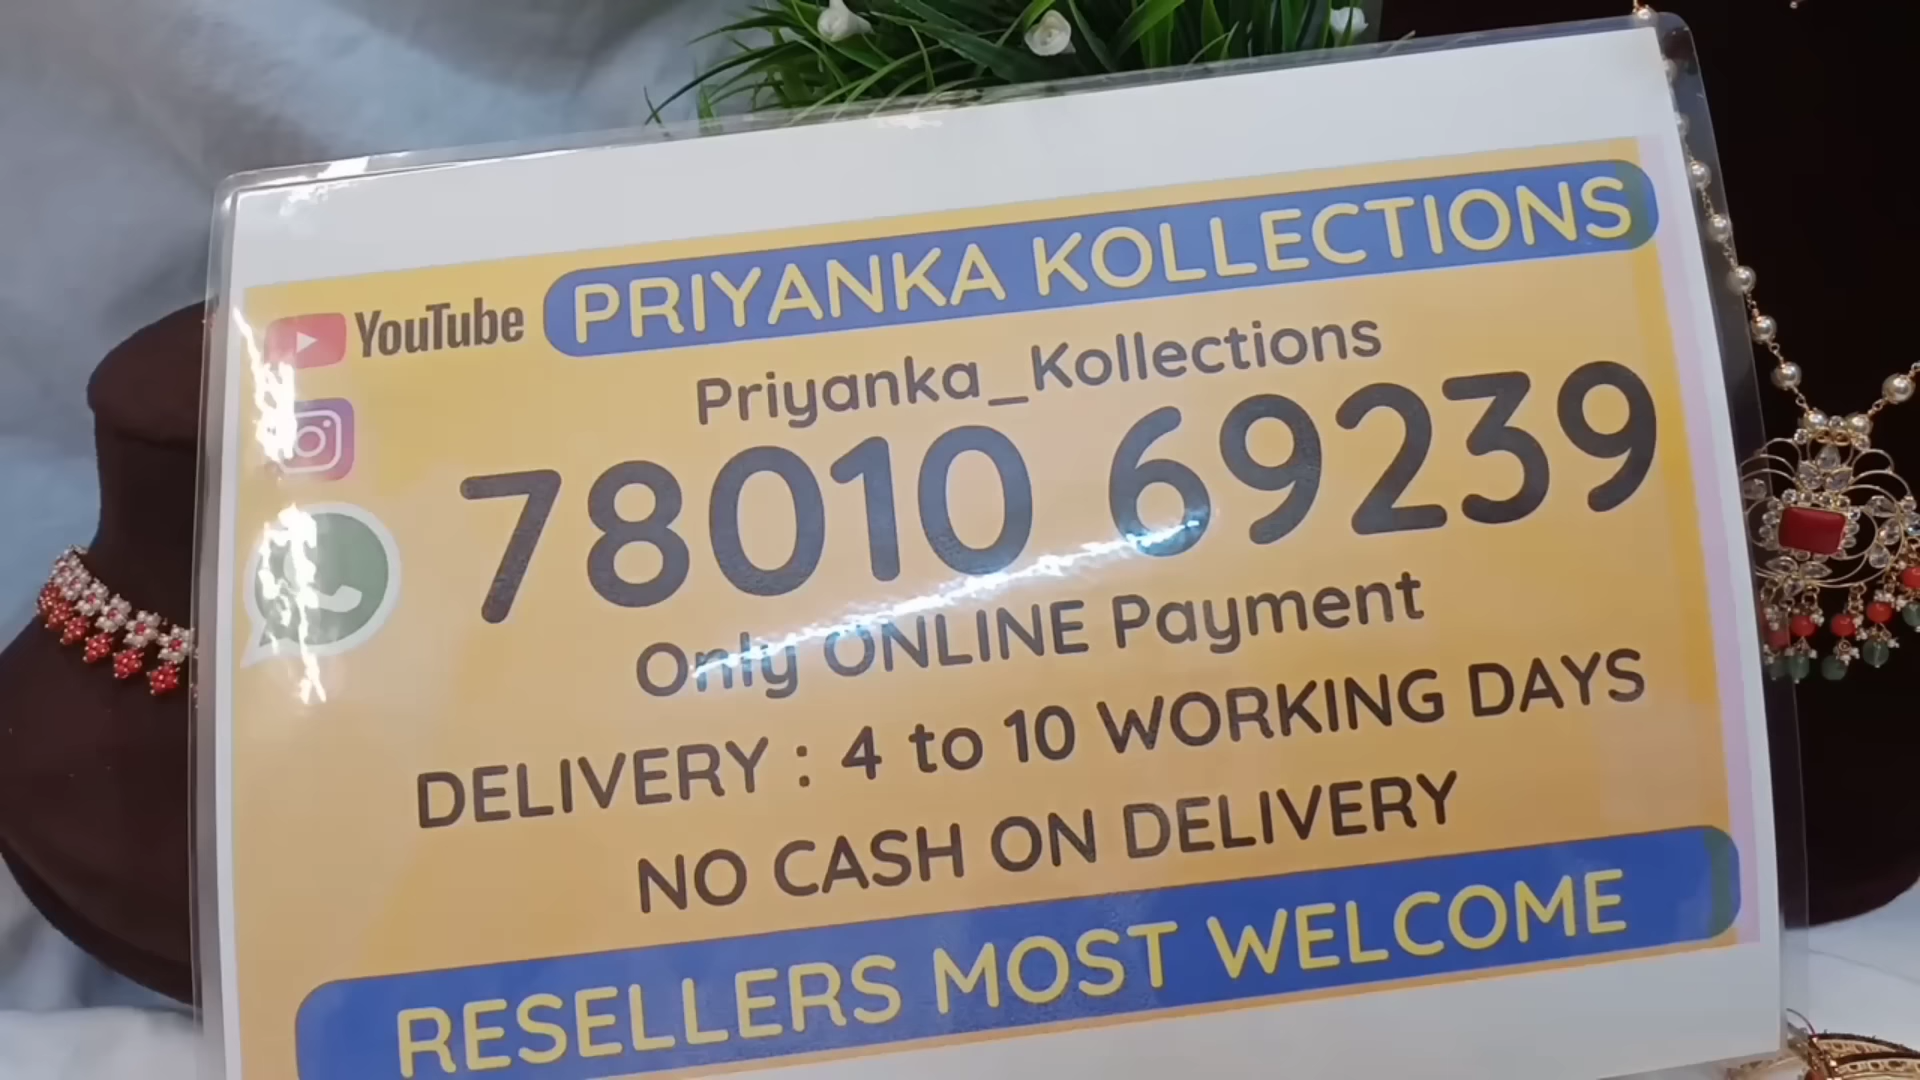 YouTube PRIYANKA KOLLECTIONS
Priyanka_Kollections
78010 69239
Only ONLINE Payment
DELIVERY : 4 to 10 WORKING DAYS
NO CASH ON DELIVERY
RESELLERS MOST WELCOME